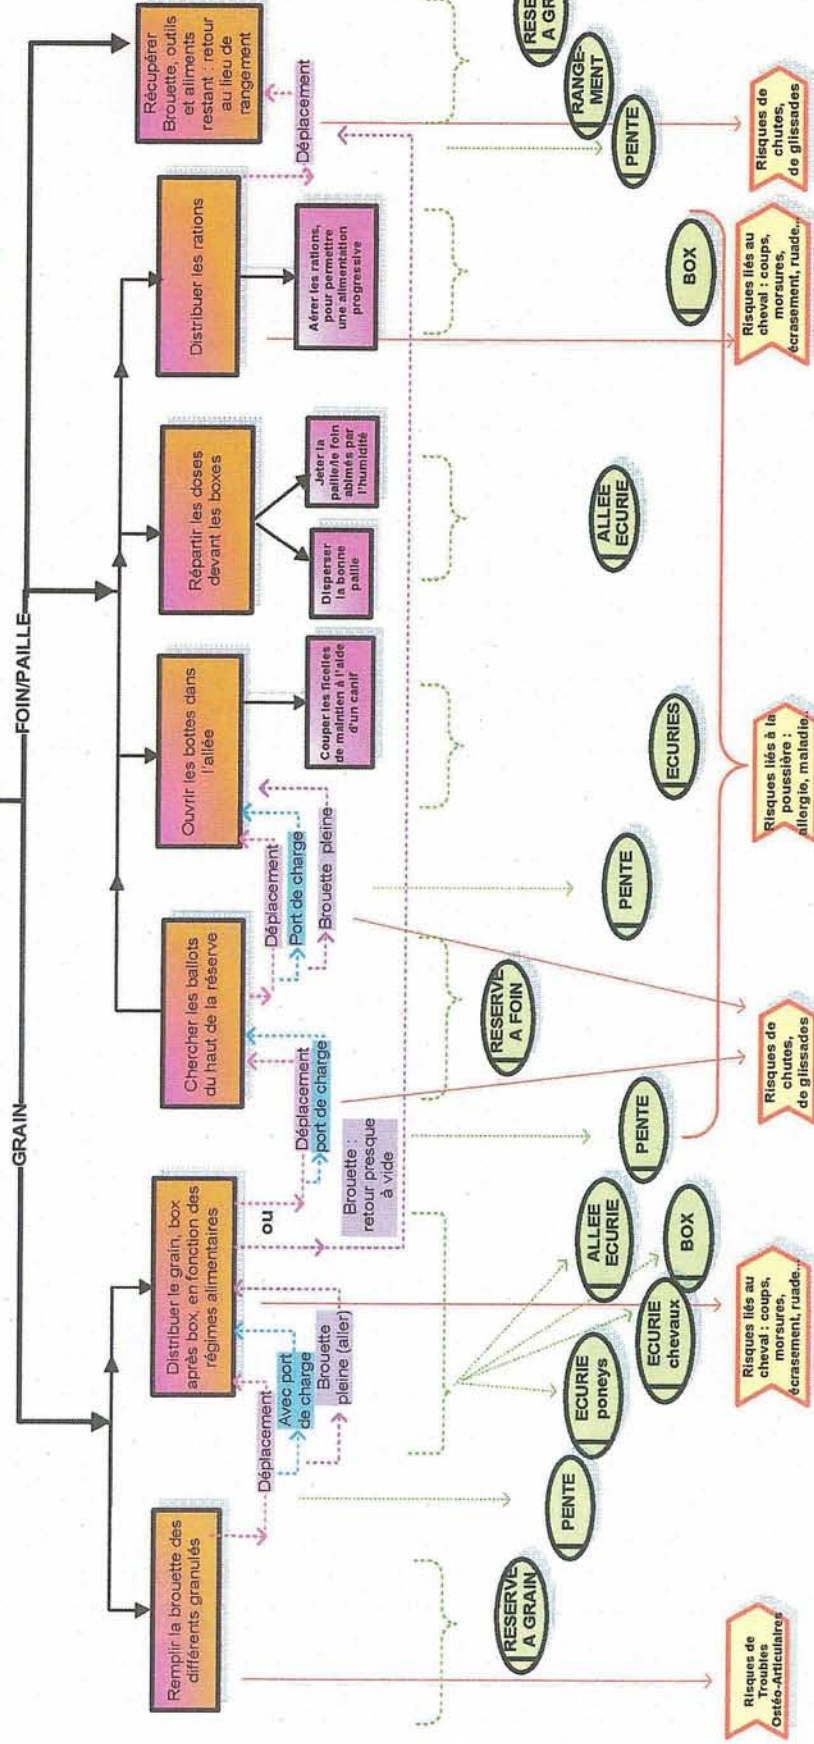 GRAIN
FOIN/PAILLE
Remplir la brouette des
différents granulés
Distribuer le grain, box
après box, en fonction des
régimes alimentaires
Chercher les ballots
du haut de la réserve
Ouvrir les bottes dans
l'allée
Répartir les doses
devant les boxes
Distribuer les rations
Récupérer
Brouette, outils
et aliments
restant : retour
au lieu de
rangement
Couper les ficelles
de maintien à l'aide
d'un canif
Disperser
la bonne
paille
Jeter la
paille/le foin
abîmés par
l'humidité
Aérer les rations,
pour permettre
une alimentation
progressive
Déplacement
Avec port
de charge
Brouette
pleine (aller)
ou
Déplacement
port de charge
Brouette :
retour presque
à vide
Déplacement
Port de charge
Brouette pleine
Déplacement
RESERVE
A GRAIN
PENTE
ECURIE
poneys
ECURIE
chevaux
ALLEE
ECURIE
BOX
PENTE
RESERVE
A FOIN
PENTE
ECURIES
ALLEE
ECURIE
BOX
PENTE
RANGE-
MENT
RESE
A GR
Risques de
Troubles
Ostéo-Articulaires
Risques liés au
cheval : coups,
morsures,
écrasement, ruade...
Risques de
chutes,
de glissades
Risques liés à la
poussière :
allergie, maladie..
Risques liés au
cheval : coups,
morsures,
écrasement, ruade...
Risques de
chutes,
de glissades